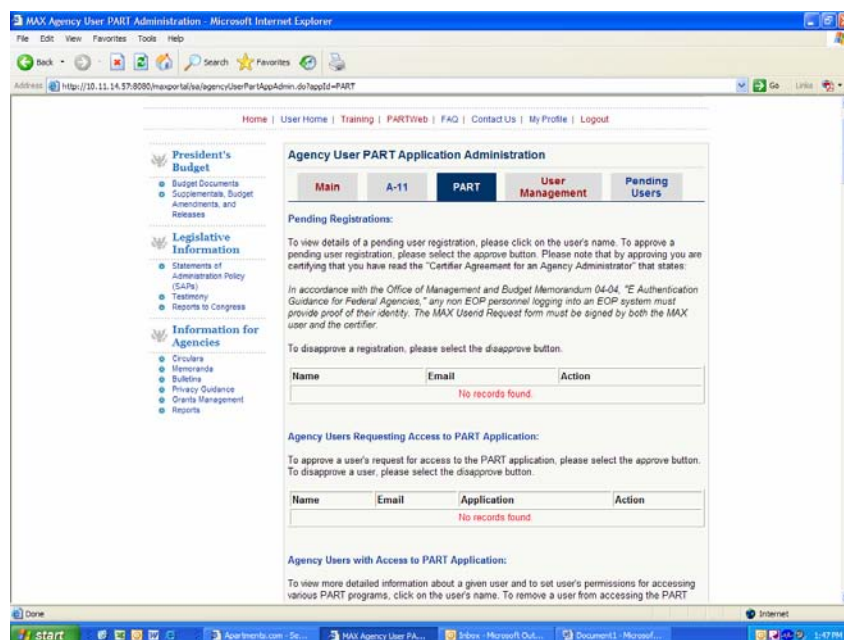 MAX Agency User PART Administration - Microsoft Internet Explorer
File Edit View Favorites Tools Help
Back Search Favorites
Address http://10.11.14.57:8080/maxportal/sa/agencyUserPartAppAdmin.do?appId=PART Go Links
Home | User Home | Training | PARTWeb | FAQ | Contact Us | My Profile | Logout
President's
Budget
Budget Documents
Supplementals, Budget
Amendments, and
Releases
Legislative
Information
Statements of
Administration Policy
(SAPs)
Testimony
Reports to Congress
Information for
Agencies
Circulars
Memoranda
Bulletins
Privacy Guidance
Grants Management
Reports
Agency User PART Application Administration
Main A-11 PART User Management Pending Users
Pending Registrations:
To view details of a pending user registration, please click on the user's name. To approve a
pending user registration, please select the approve button. Please note that by approving you are
certifying that you have read the "Certifier Agreement for an Agency Administrator" that states:
In accordance with the Office of Management and Budget Memorandum 04-04, "E Authentication
Guidance for Federal Agencies," any non EOP personnel logging into an EOP system must
provide proof of their identity. The MAX Userid Request form must be signed by both the MAX
user and the certifier.
To disapprove a registration, please select the disapprove button.
Name Email Action
No records found.
Agency Users Requesting Access to PART Application:
To approve a user's request for access to the PART application, please select the approve button.
To disapprove a user, please select the disapprove button.
Name Email Application Action
No records found.
Agency Users with Access to PART Application:
To view more detailed information about a given user and to set user's permissions for accessing
various PART programs, click on the user's name. To remove a user from accessing the PART
Done Internet
start Apartments.com - Se... MAX Agency User PA... Inbox - Microsoft Out... Document1 - Microsof... 1:47 PM